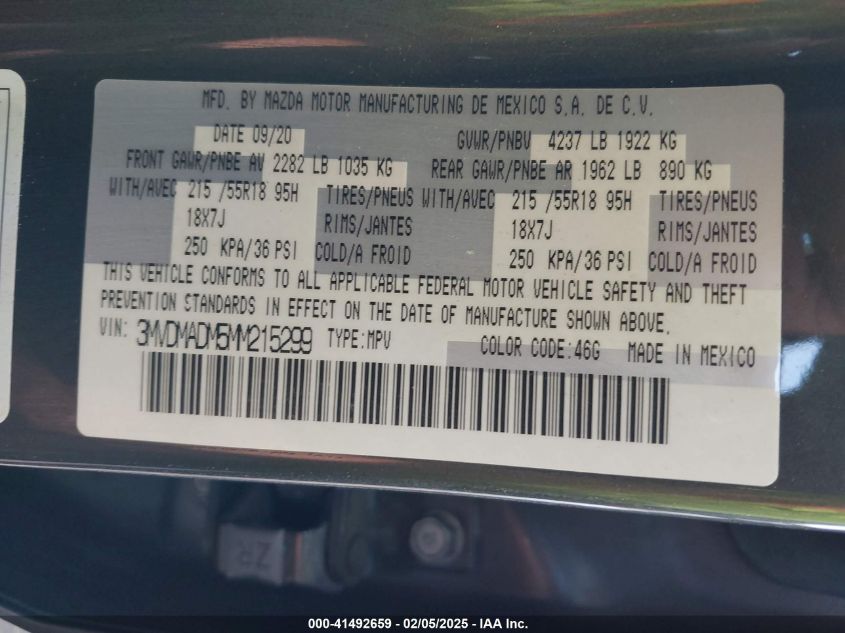 MFD. BY MAZDA MOTOR MANUFACTURING DE MEXICO S.A. DE C.V.
DATE 09/20 GVWR/PNBV 4237 LB 1922 KG
FRONT GAWR/PNBE AV 2282 LB 1035 KG REAR GAWR/PNBE AR 1962 LB 890 KG
WITH/AVEC 215 /55R18 95H TIRES/PNEUS WITH/AVEC 215 /55R18 95H TIRES/PNEUS
18X7J RIMS/JANTES 18X7J RIMS/JANTES
250 KPA/36 PSI COLD/A FROID 250 KPA/36 PSI COLD/A FROID
THIS VEHICLE CONFORMS TO ALL APPLICABLE FEDERAL MOTOR VEHICLE SAFETY AND THEFT
PREVENTION STANDARDS IN EFFECT ON THE DATE OF MANUFACTURE SHOWN ABOVE.
VIN: 3MVDMADM5MM215299 TYPE:MPV COLOR CODE:46G MADE IN MEXICO
ZR
000-41492659 - 02/05/2025 - IAA Inc.